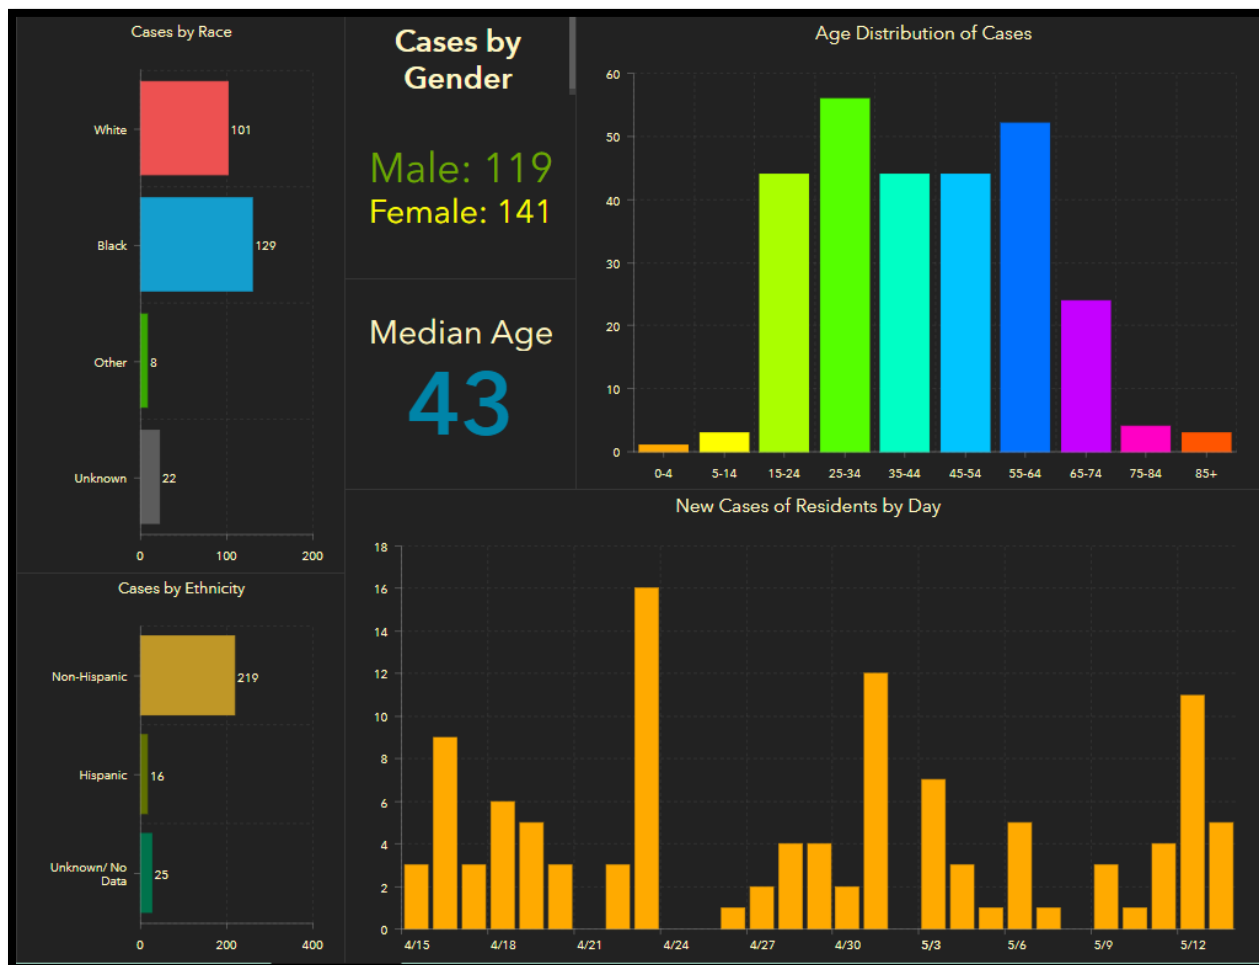 Cases by Race
White
101
Black
129
Other
8
Unknown
22
0 100 200
Cases by Ethnicity
Non-Hispanic
219
Hispanic
16
Unknown/ No
Data
25
0 200 400
Cases by
Gender
Male: 119
Female: 141
Median Age
43
Age Distribution of Cases
60
50
40
30
20
10
0
0-4 5-14 15-24 25-34 35-44 45-54 55-64 65-74 75-84 85+
New Cases of Residents by Day
18
16
14
12
10
8
6
4
2
0
4/15 4/18 4/21 4/24 4/27 4/30 5/3 5/6 5/9 5/12